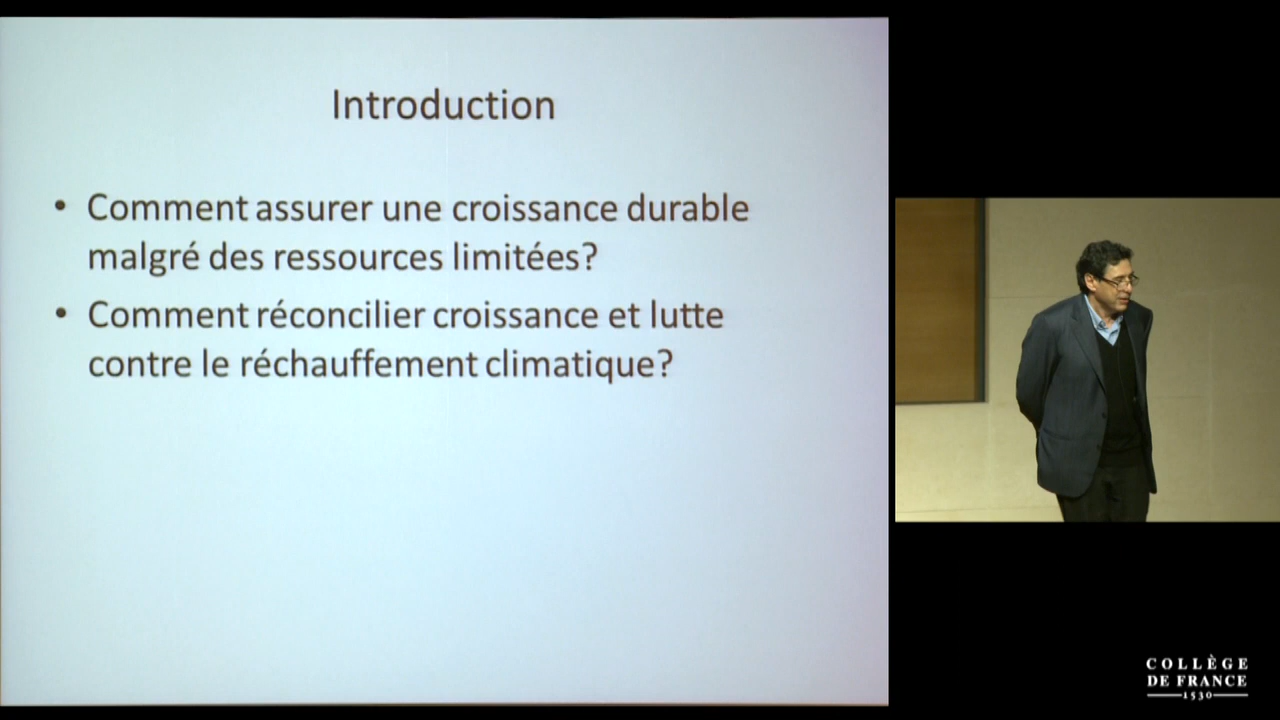 Introduction
• Comment assurer une croissance durable
malgré des ressources limitées?
• Comment réconcilier croissance et lutte
contre le réchauffement climatique?
COLLÈGE
DE FRANCE
1530